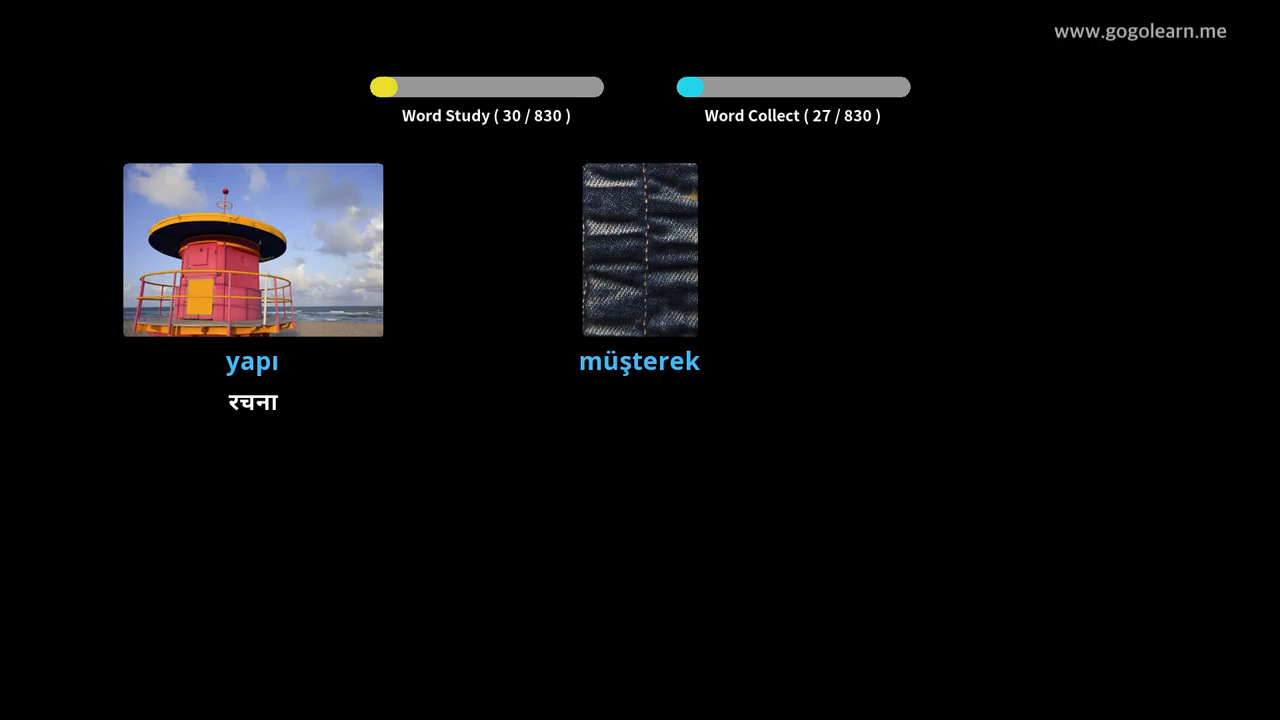 www.gogolearn.me
Word Study ( 30 / 830 )
Word Collect ( 27 / 830 )
yapı
müşterek
रचना